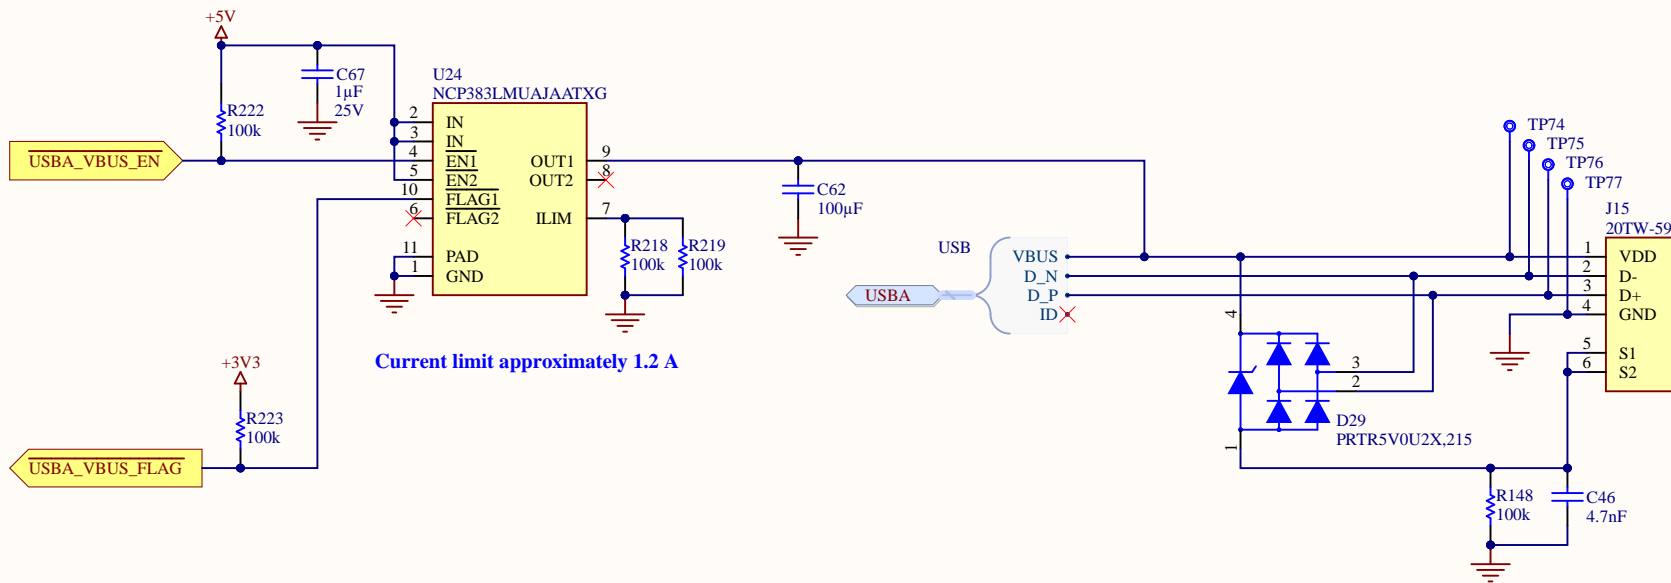 +5V
C67
1µF
25V
R222
100k
USBA_VBUS_EN
U24
NCP383LMUAJAATXG
2
IN
3
IN
4
EN1
5
EN2
10
FLAG1
6
FLAG2
11
PAD
1
GND
OUT1
9
OUT2
8
ILIM
7
R218
100k
R219
100k
C62
100µF
Current limit approximately 1.2 A
+3V3
R223
100k
USBA_VBUS_FLAG
USB
USBA
VBUS
D_N
D_P
ID
TP74
TP75
TP76
TP77
J15
20TW-59
1
VDD
2
D-
3
D+
4
GND
5
S1
6
S2
4
3
2
1
D29
PRTR5V0U2X,215
R148
100k
C46
4.7nF